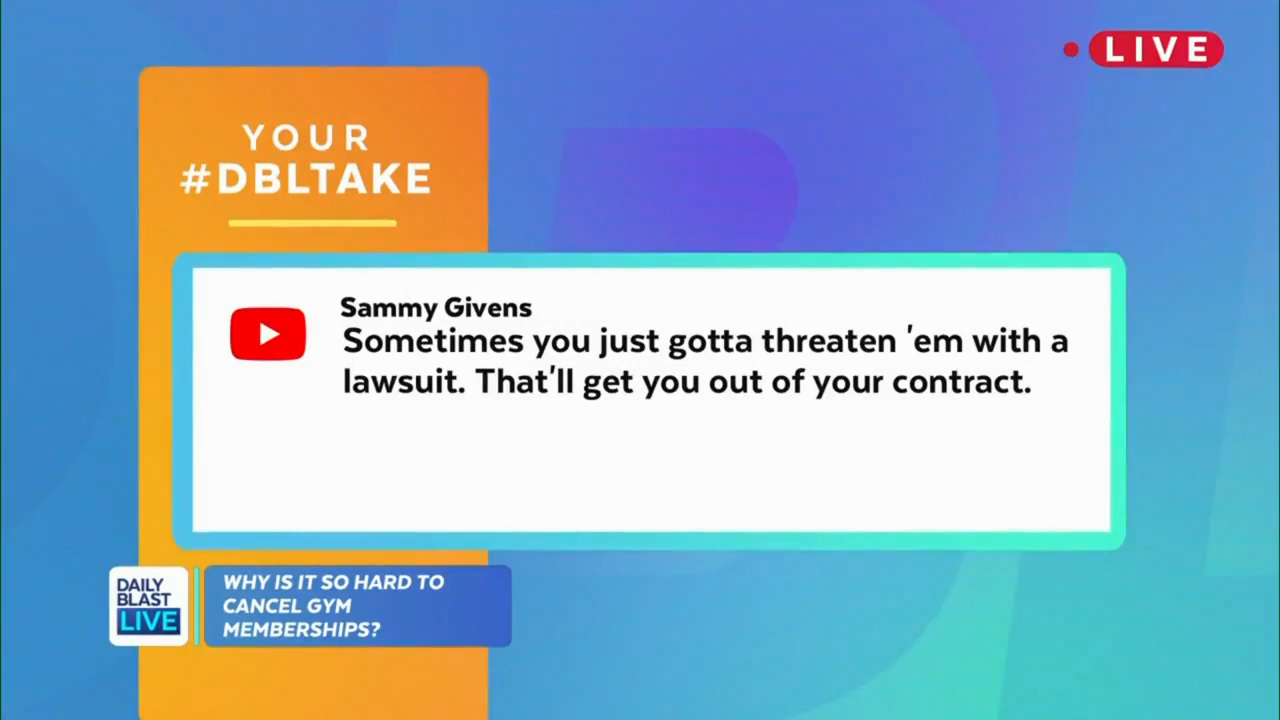 LIVE
YOUR
#DBLTAKE
Sammy Givens
Sometimes you just gotta threaten 'em with a
lawsuit. That'll get you out of your contract.
DAILY
BLAST
LIVE
WHY IS IT SO HARD TO
CANCEL GYM
MEMBERSHIPS?